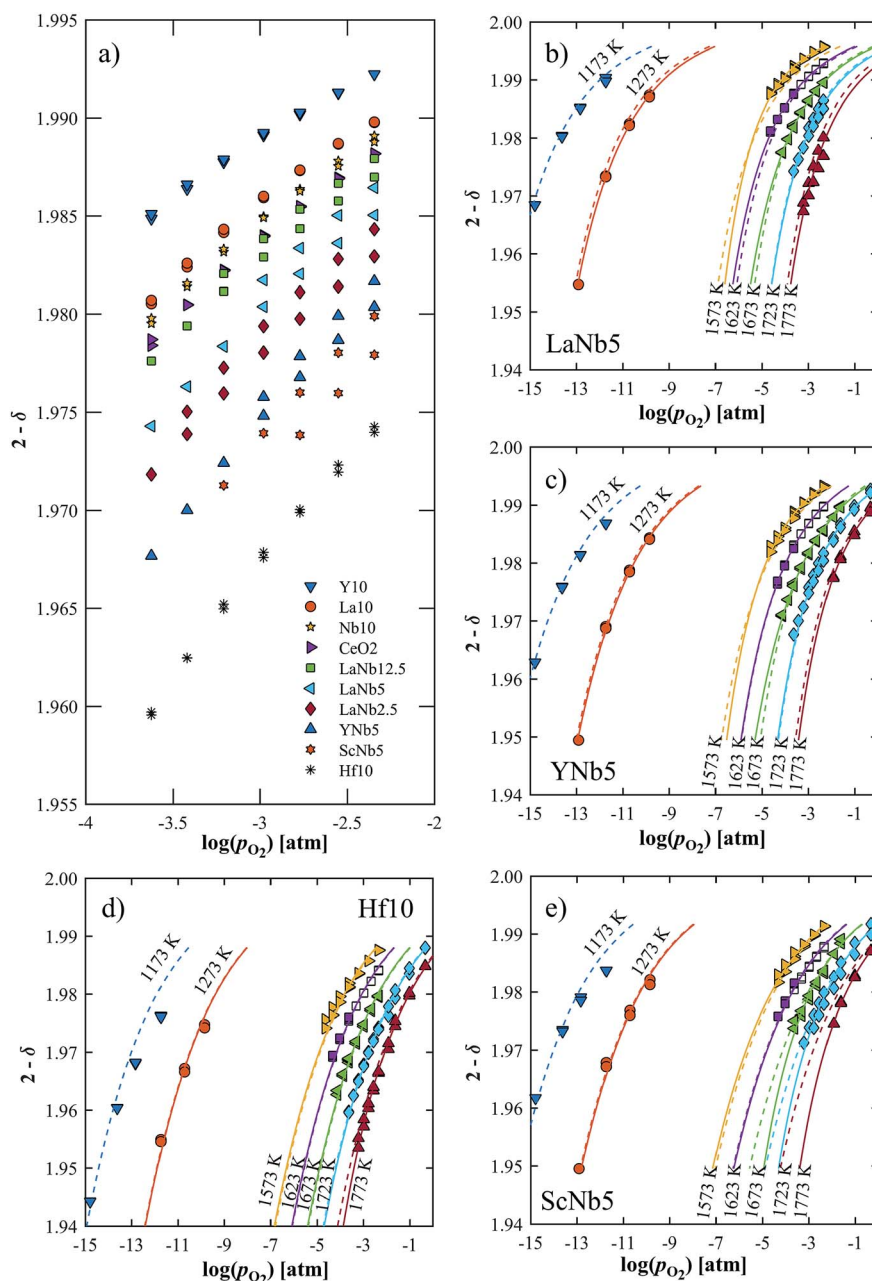 a)
1.995
1.990
1.985
1.980
1.975
1.970
1.965
1.960
1.955
2 - δ
Y10
La10
Nb10
CeO2
LaNb12.5
LaNb5
LaNb2.5
YNb5
ScNb5
Hf10
-4 -3.5 -3 -2.5 -2
log(pO2) [atm]
b)
2.00
1.99
1.98
1.97
1.96
1.95
1.94
2 - δ
1173 K
1273 K
1573 K
1623 K
1673 K
1723 K
1773 K
LaNb5
-15 -13 -11 -9 -7 -5 -3 -1
log(pO2) [atm]
c)
2.00
1.99
1.98
1.97
1.96
1.95
1.94
2 - δ
1173 K
1273 K
1573 K
1623 K
1673 K
1723 K
1773 K
YNb5
-15 -13 -11 -9 -7 -5 -3 -1
log(pO2) [atm]
d)
Hf10
2.00
1.99
1.98
1.97
1.96
1.95
1.94
2 - δ
1173 K
1273 K
1573 K
1623 K
1673 K
1723 K
1773 K
-15 -13 -11 -9 -7 -5 -3 -1
log(pO2) [atm]
e)
2.00
1.99
1.98
1.97
1.96
1.95
1.94
2 - δ
1173 K
1273 K
1573 K
1623 K
1673 K
1723 K
1773 K
ScNb5
-15 -13 -11 -9 -7 -5 -3 -1
log(pO2) [atm]